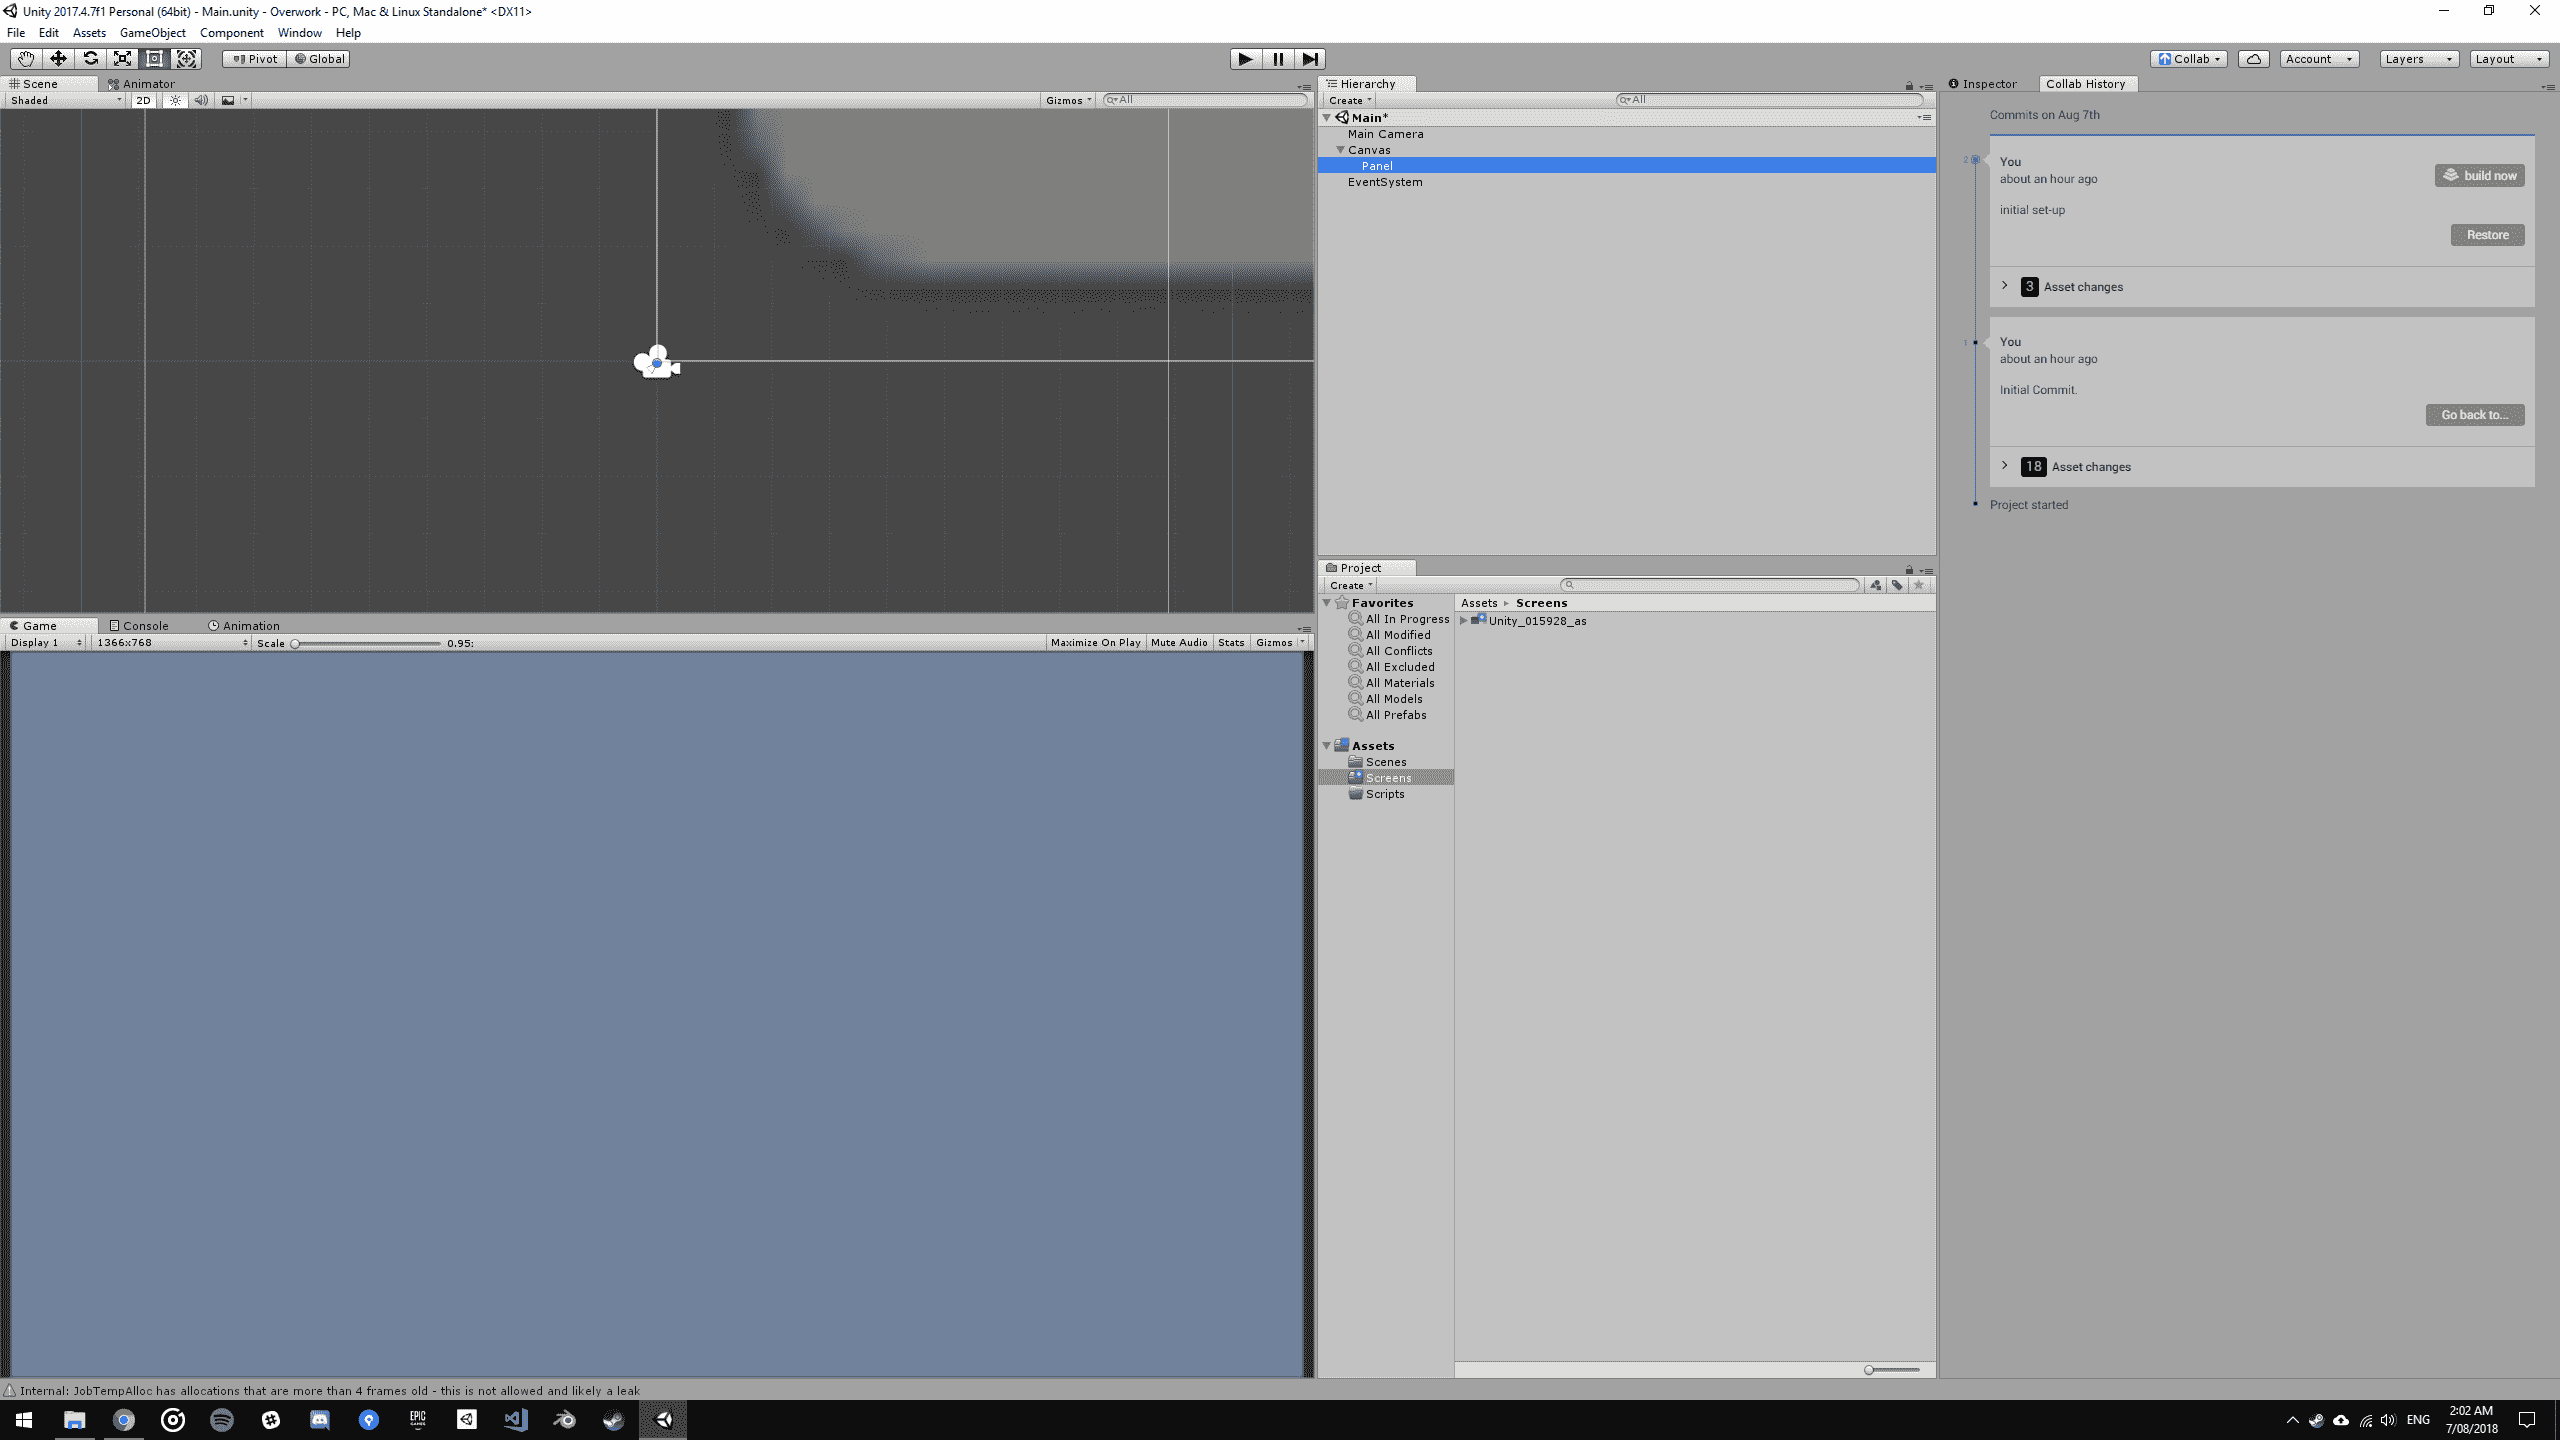 Unity 2017.4.7f1 Personal (64bit) - Main.unity - Overwork - PC, Mac & Linux Standalone* <DX11>
File Edit Assets GameObject Component Window Help
Pivot Global Collab Account Layers Layout
Scene Animator
Shaded 2D Gizmos All
Hierarchy
Create All
Main*
Main Camera
Canvas
Panel
EventSystem
Inspector Collab History
Commits on Aug 7th
2
You
about an hour ago
build now
initial set-up
Restore
3 Asset changes
1
You
about an hour ago
Initial Commit.
Go back to...
18 Asset changes
Project started
Project
Create
Favorites
All In Progress
All Modified
All Conflicts
All Excluded
All Materials
All Models
All Prefabs
Assets
Scenes
Screens
Scripts
Assets Screens
Unity_015928_as
Game Console Animation
Display 1 1366x768 Scale 0.95: Maximize On Play Mute Audio Stats Gizmos
Internal: JobTempAlloc has allocations that are more than 4 frames old - this is not allowed and likely a leak
EPIC
GAMES
ENG
2:02 AM
7/08/2018